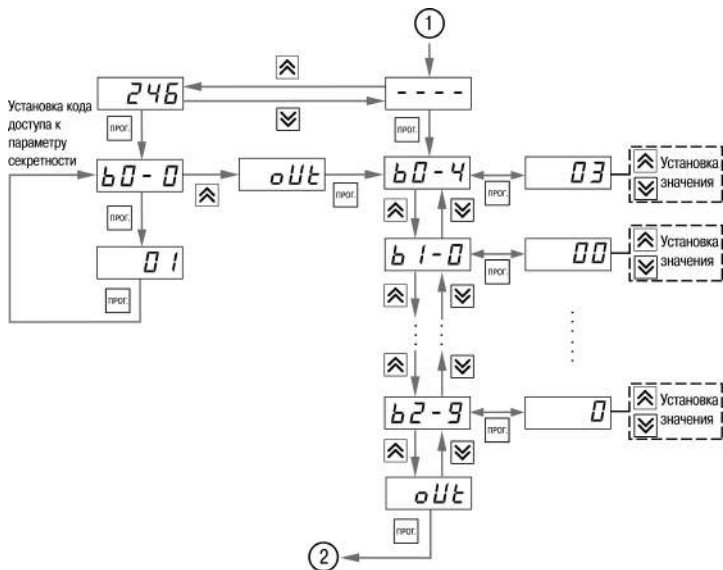 1
246
- - - -
Установка кода
доступа к
параметру
секретности
ПРОГ.
ПРОГ.
b0-0
oUt
ПРОГ.
b0-4
ПРОГ.
03
Установка
значения
ПРОГ.
01
ПРОГ.
b1-0
ПРОГ.
00
Установка
значения
b2-9
ПРОГ.
0
Установка
значения
oUt
ПРОГ.
2